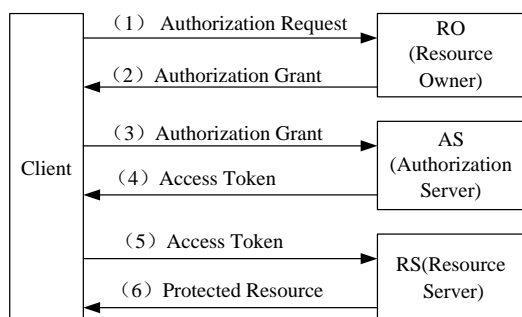 （1） Authorization Request
RO
(Resource
Owner)
（2）Authorization Grant
（3）Authorization Grant
AS
(Authorization
Server)
Client
（4）Access Token
（5）Access Token
RS(Resource
Server)
（6）Protected Resource